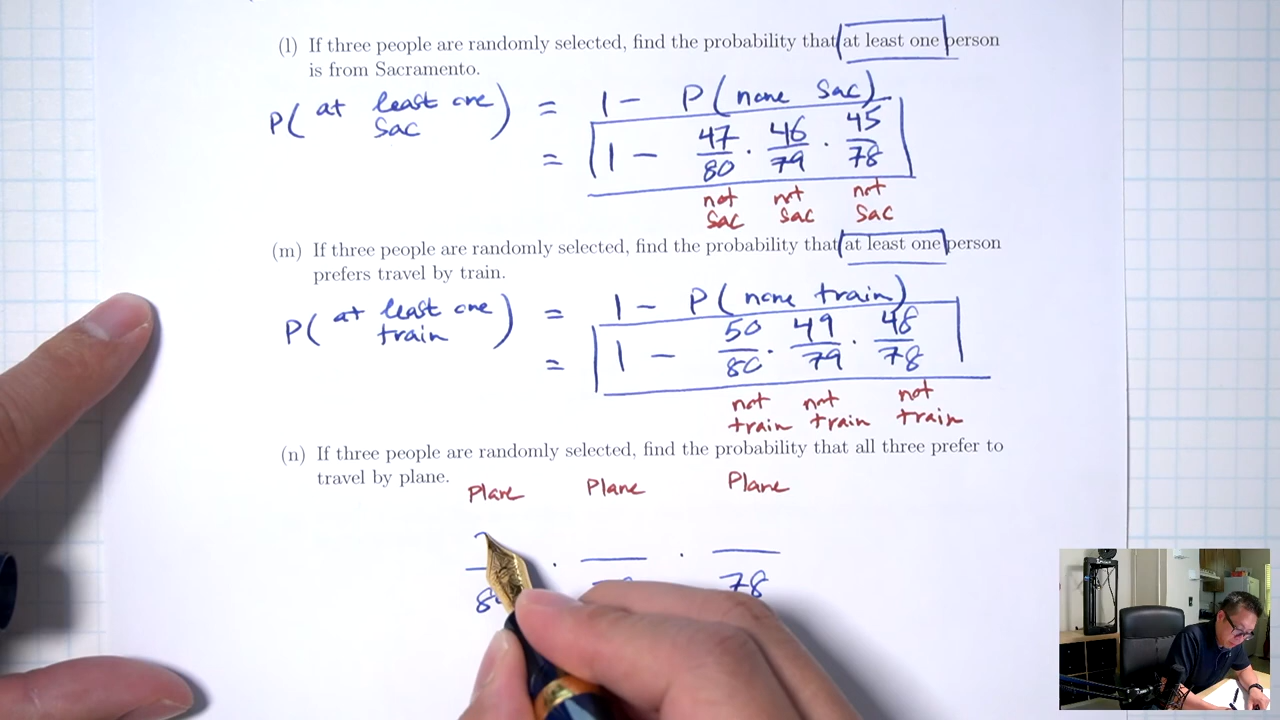 (l) If three people are randomly selected, find the probability that at least one person
is from Sacramento.
P( at least one Sac ) = 1 - P( none Sac )
= 1 - 47/80 · 46/79 · 45/78
not Sac not Sac not Sac
(m) If three people are randomly selected, find the probability that at least one person
prefers travel by train.
P( at least one train ) = 1 - P( none train )
= 1 - 50/80 · 49/79 · 48/78
not train not train not train
(n) If three people are randomly selected, find the probability that all three prefer to
travel by plane.
Plane Plane Plane
78